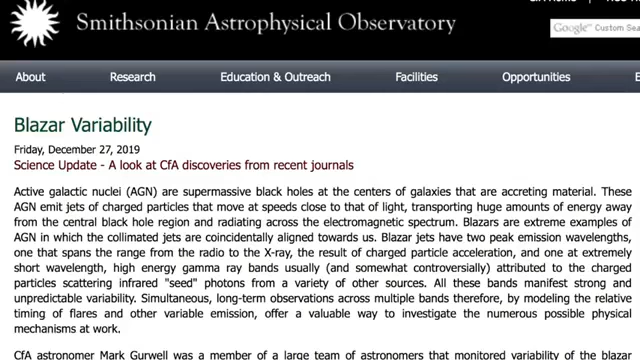 Smithsonian Astrophysical Observatory
Google Custom Sea
About Research Education & Outreach Facilities Opportunities
Blazar Variability
Friday, December 27, 2019
Science Update - A look at CfA discoveries from recent journals
Active galactic nuclei (AGN) are supermassive black holes at the centers of galaxies that are accreting material. These
AGN emit jets of charged particles that move at speeds close to that of light, transporting huge amounts of energy away
from the central black hole region and radiating across the electromagnetic spectrum. Blazars are extreme examples of
AGN in which the collimated jets are coincidentally aligned towards us. Blazar jets have two peak emission wavelengths,
one that spans the range from the radio to the X-ray, the result of charged particle acceleration, and one at extremely
short wavelength, high energy gamma ray bands usually (and somewhat controversially) attributed to the charged
particles scattering infrared "seed" photons from a variety of other sources. All these bands manifest strong and
unpredictable variability. Simultaneous, long-term observations across multiple bands therefore, by modeling the relative
timing of flares and other variable emission, offer a valuable way to investigate the numerous possible physical
mechanisms at work.
CfA astronomer Mark Gurwell was a member of a large team of astronomers that monitored variability of the blazar